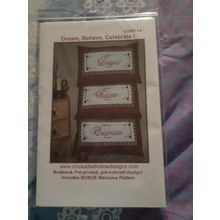 Dream, Believe, Celebrate !
Dream
Believe
Celebrate
www.chickadeehollowdesigns.com
Redwork Pre-printed, pre-colored design!
Includes BONUS Welcome Pattern